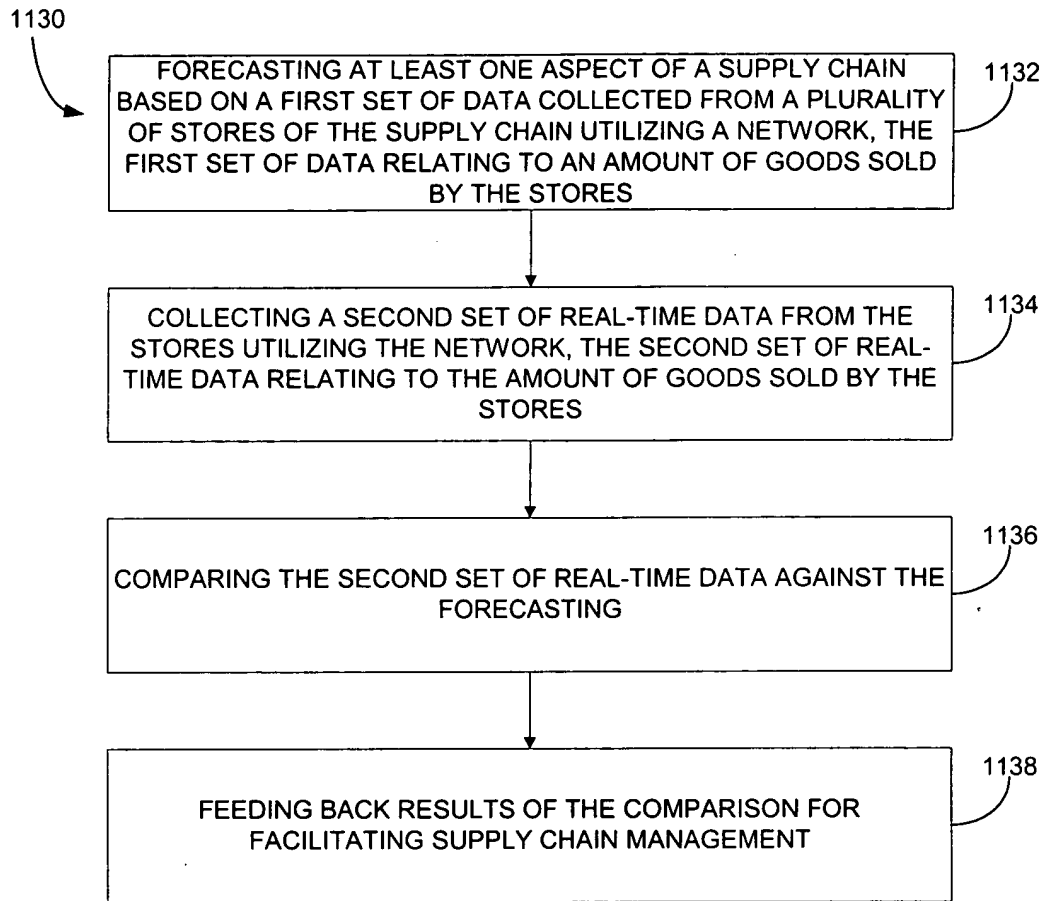 1130
FORECASTING AT LEAST ONE ASPECT OF A SUPPLY CHAIN
BASED ON A FIRST SET OF DATA COLLECTED FROM A PLURALITY
OF STORES OF THE SUPPLY CHAIN UTILIZING A NETWORK, THE
FIRST SET OF DATA RELATING TO AN AMOUNT OF GOODS SOLD
BY THE STORES
1132
COLLECTING A SECOND SET OF REAL-TIME DATA FROM THE
STORES UTILIZING THE NETWORK, THE SECOND SET OF REAL-
TIME DATA RELATING TO THE AMOUNT OF GOODS SOLD BY THE
STORES
1134
COMPARING THE SECOND SET OF REAL-TIME DATA AGAINST THE
FORECASTING
1136
FEEDING BACK RESULTS OF THE COMPARISON FOR
FACILITATING SUPPLY CHAIN MANAGEMENT
1138